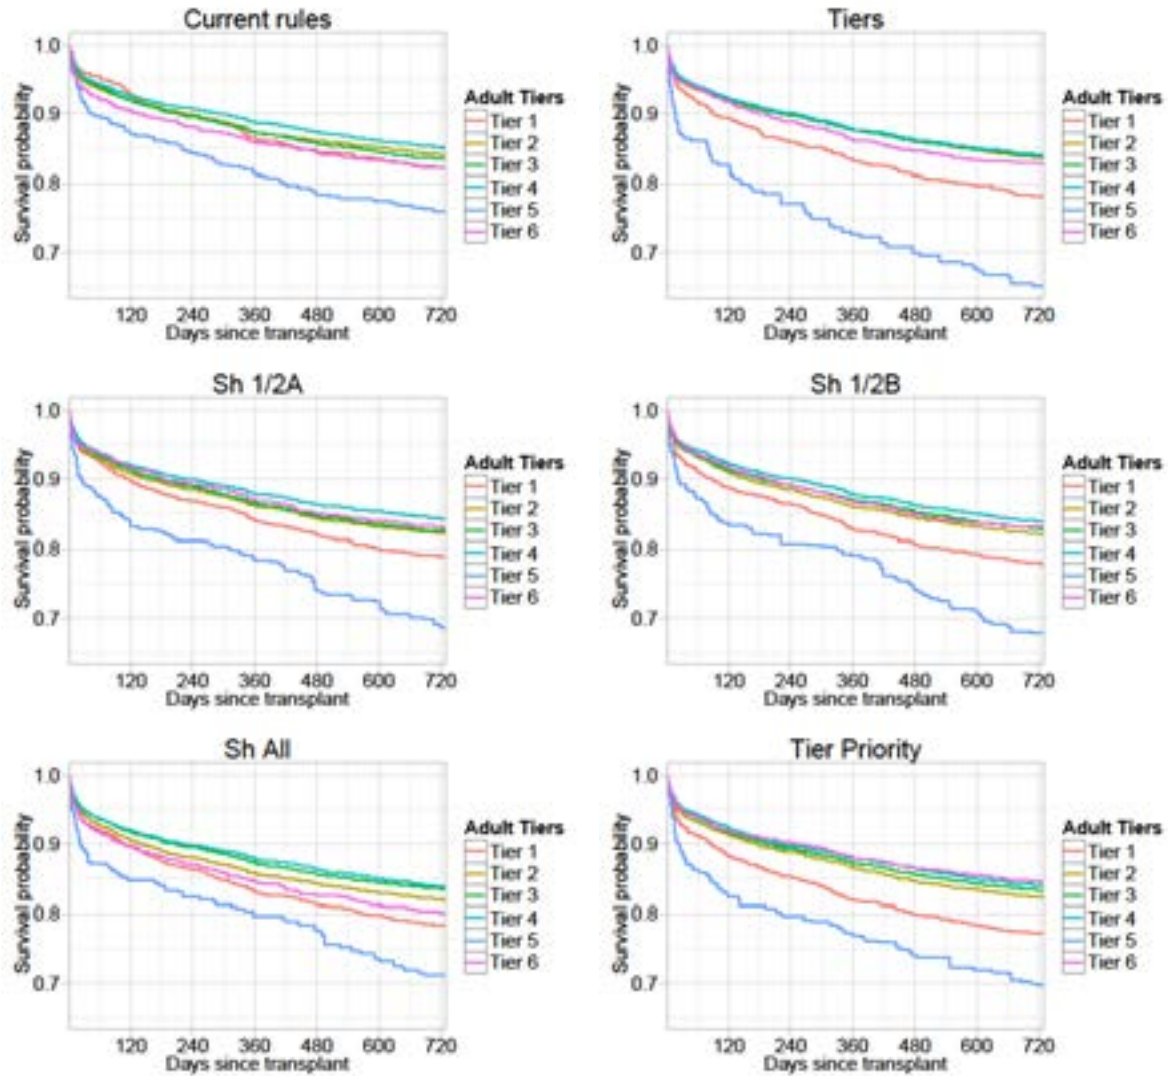 Current rules
Survival probability
1.0
0.9
0.8
0.7
120 240 360 480 600 720
Days since transplant
Adult Tiers
Tier 1
Tier 2
Tier 3
Tier 4
Tier 5
Tier 6
Tiers
Survival probability
1.0
0.9
0.8
0.7
120 240 360 480 600 720
Days since transplant
Adult Tiers
Tier 1
Tier 2
Tier 3
Tier 4
Tier 5
Tier 6
Sh 1/2A
Survival probability
1.0
0.9
0.8
0.7
120 240 360 480 600 720
Days since transplant
Adult Tiers
Tier 1
Tier 2
Tier 3
Tier 4
Tier 5
Tier 6
Sh 1/2B
Survival probability
1.0
0.9
0.8
0.7
120 240 360 480 600 720
Days since transplant
Adult Tiers
Tier 1
Tier 2
Tier 3
Tier 4
Tier 5
Tier 6
Sh All
Survival probability
1.0
0.9
0.8
0.7
120 240 360 480 600 720
Days since transplant
Adult Tiers
Tier 1
Tier 2
Tier 3
Tier 4
Tier 5
Tier 6
Tier Priority
Survival probability
1.0
0.9
0.8
0.7
120 240 360 480 600 720
Days since transplant
Adult Tiers
Tier 1
Tier 2
Tier 3
Tier 4
Tier 5
Tier 6